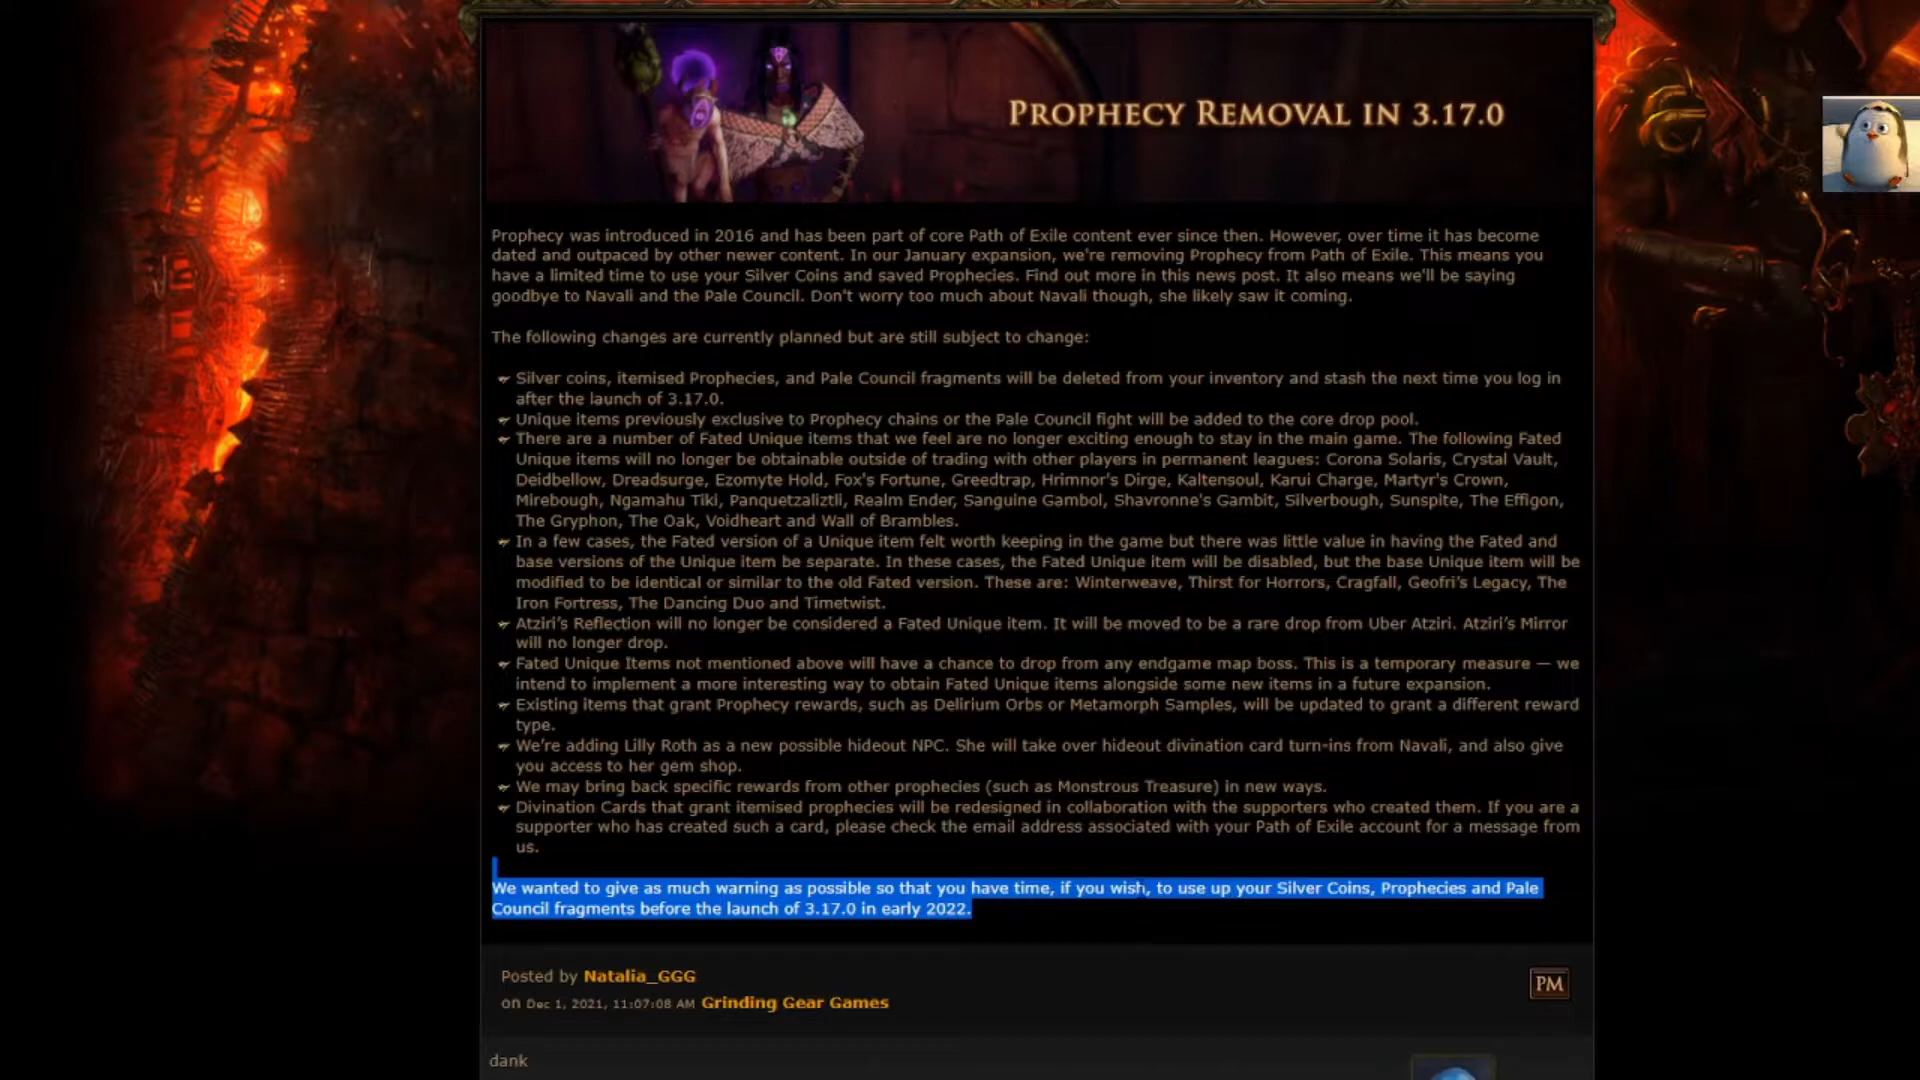 PROPHECY REMOVAL IN 3.17.0
Prophecy was introduced in 2016 and has been part of core Path of Exile content ever since then. However, over time it has become
dated and outpaced by other newer content. In our January expansion, we're removing Prophecy from Path of Exile. This means you
have a limited time to use your Silver Coins and saved Prophecies. Find out more in this news post. It also means we'll be saying
goodbye to Navali and the Pale Council. Don't worry too much about Navali though, she likely saw it coming.
The following changes are currently planned but are still subject to change:
Silver coins, itemised Prophecies, and Pale Council fragments will be deleted from your inventory and stash the next time you log in
after the launch of 3.17.0.
Unique items previously exclusive to Prophecy chains or the Pale Council fight will be added to the core drop pool.
There are a number of Fated Unique items that we feel are no longer exciting enough to stay in the main game. The following Fated
Unique items will no longer be obtainable outside of trading with other players in permanent leagues: Corona Solaris, Crystal Vault,
Deidbellow, Dreadsurge, Ezomyte Hold, Fox's Fortune, Greedtrap, Hrimnor's Dirge, Kaltensoul, Karui Charge, Martyr's Crown,
Mirebough, Ngamahu Tiki, Panquetzaliztli, Realm Ender, Sanguine Gambol, Shavronne's Gambit, Silverbough, Sunspite, The Effigon,
The Gryphon, The Oak, Voidheart and Wall of Brambles.
In a few cases, the Fated version of a Unique item felt worth keeping in the game but there was little value in having the Fated and
base versions of the Unique item be separate. In these cases, the Fated Unique item will be disabled, but the base Unique item will be
modified to be identical or similar to the old Fated version. These are: Winterweave, Thirst for Horrors, Cragfall, Geofri's Legacy, The
Iron Fortress, The Dancing Duo and Timetwist.
Atziri's Reflection will no longer be considered a Fated Unique item. It will be moved to be a rare drop from Uber Atziri. Atziri's Mirror
will no longer drop.
Fated Unique Items not mentioned above will have a chance to drop from any endgame map boss. This is a temporary measure — we
intend to implement a more interesting way to obtain Fated Unique items alongside some new items in a future expansion.
Existing items that grant Prophecy rewards, such as Delirium Orbs or Metamorph Samples, will be updated to grant a different reward
type.
We're adding Lilly Roth as a new possible hideout NPC. She will take over hideout divination card turn-ins from Navali, and also give
you access to her gem shop.
We may bring back specific rewards from other prophecies (such as Monstrous Treasure) in new ways.
Divination Cards that grant itemised prophecies will be redesigned in collaboration with the supporters who created them. If you are a
supporter who has created such a card, please check the email address associated with your Path of Exile account for a message from
us.
We wanted to give as much warning as possible so that you have time, if you wish, to use up your Silver Coins, Prophecies and Pale
Council fragments before the launch of 3.17.0 in early 2022.
Posted by Natalia_GGG
PM
on Dec 1, 2021, 11:07:08 AM Grinding Gear Games
dank